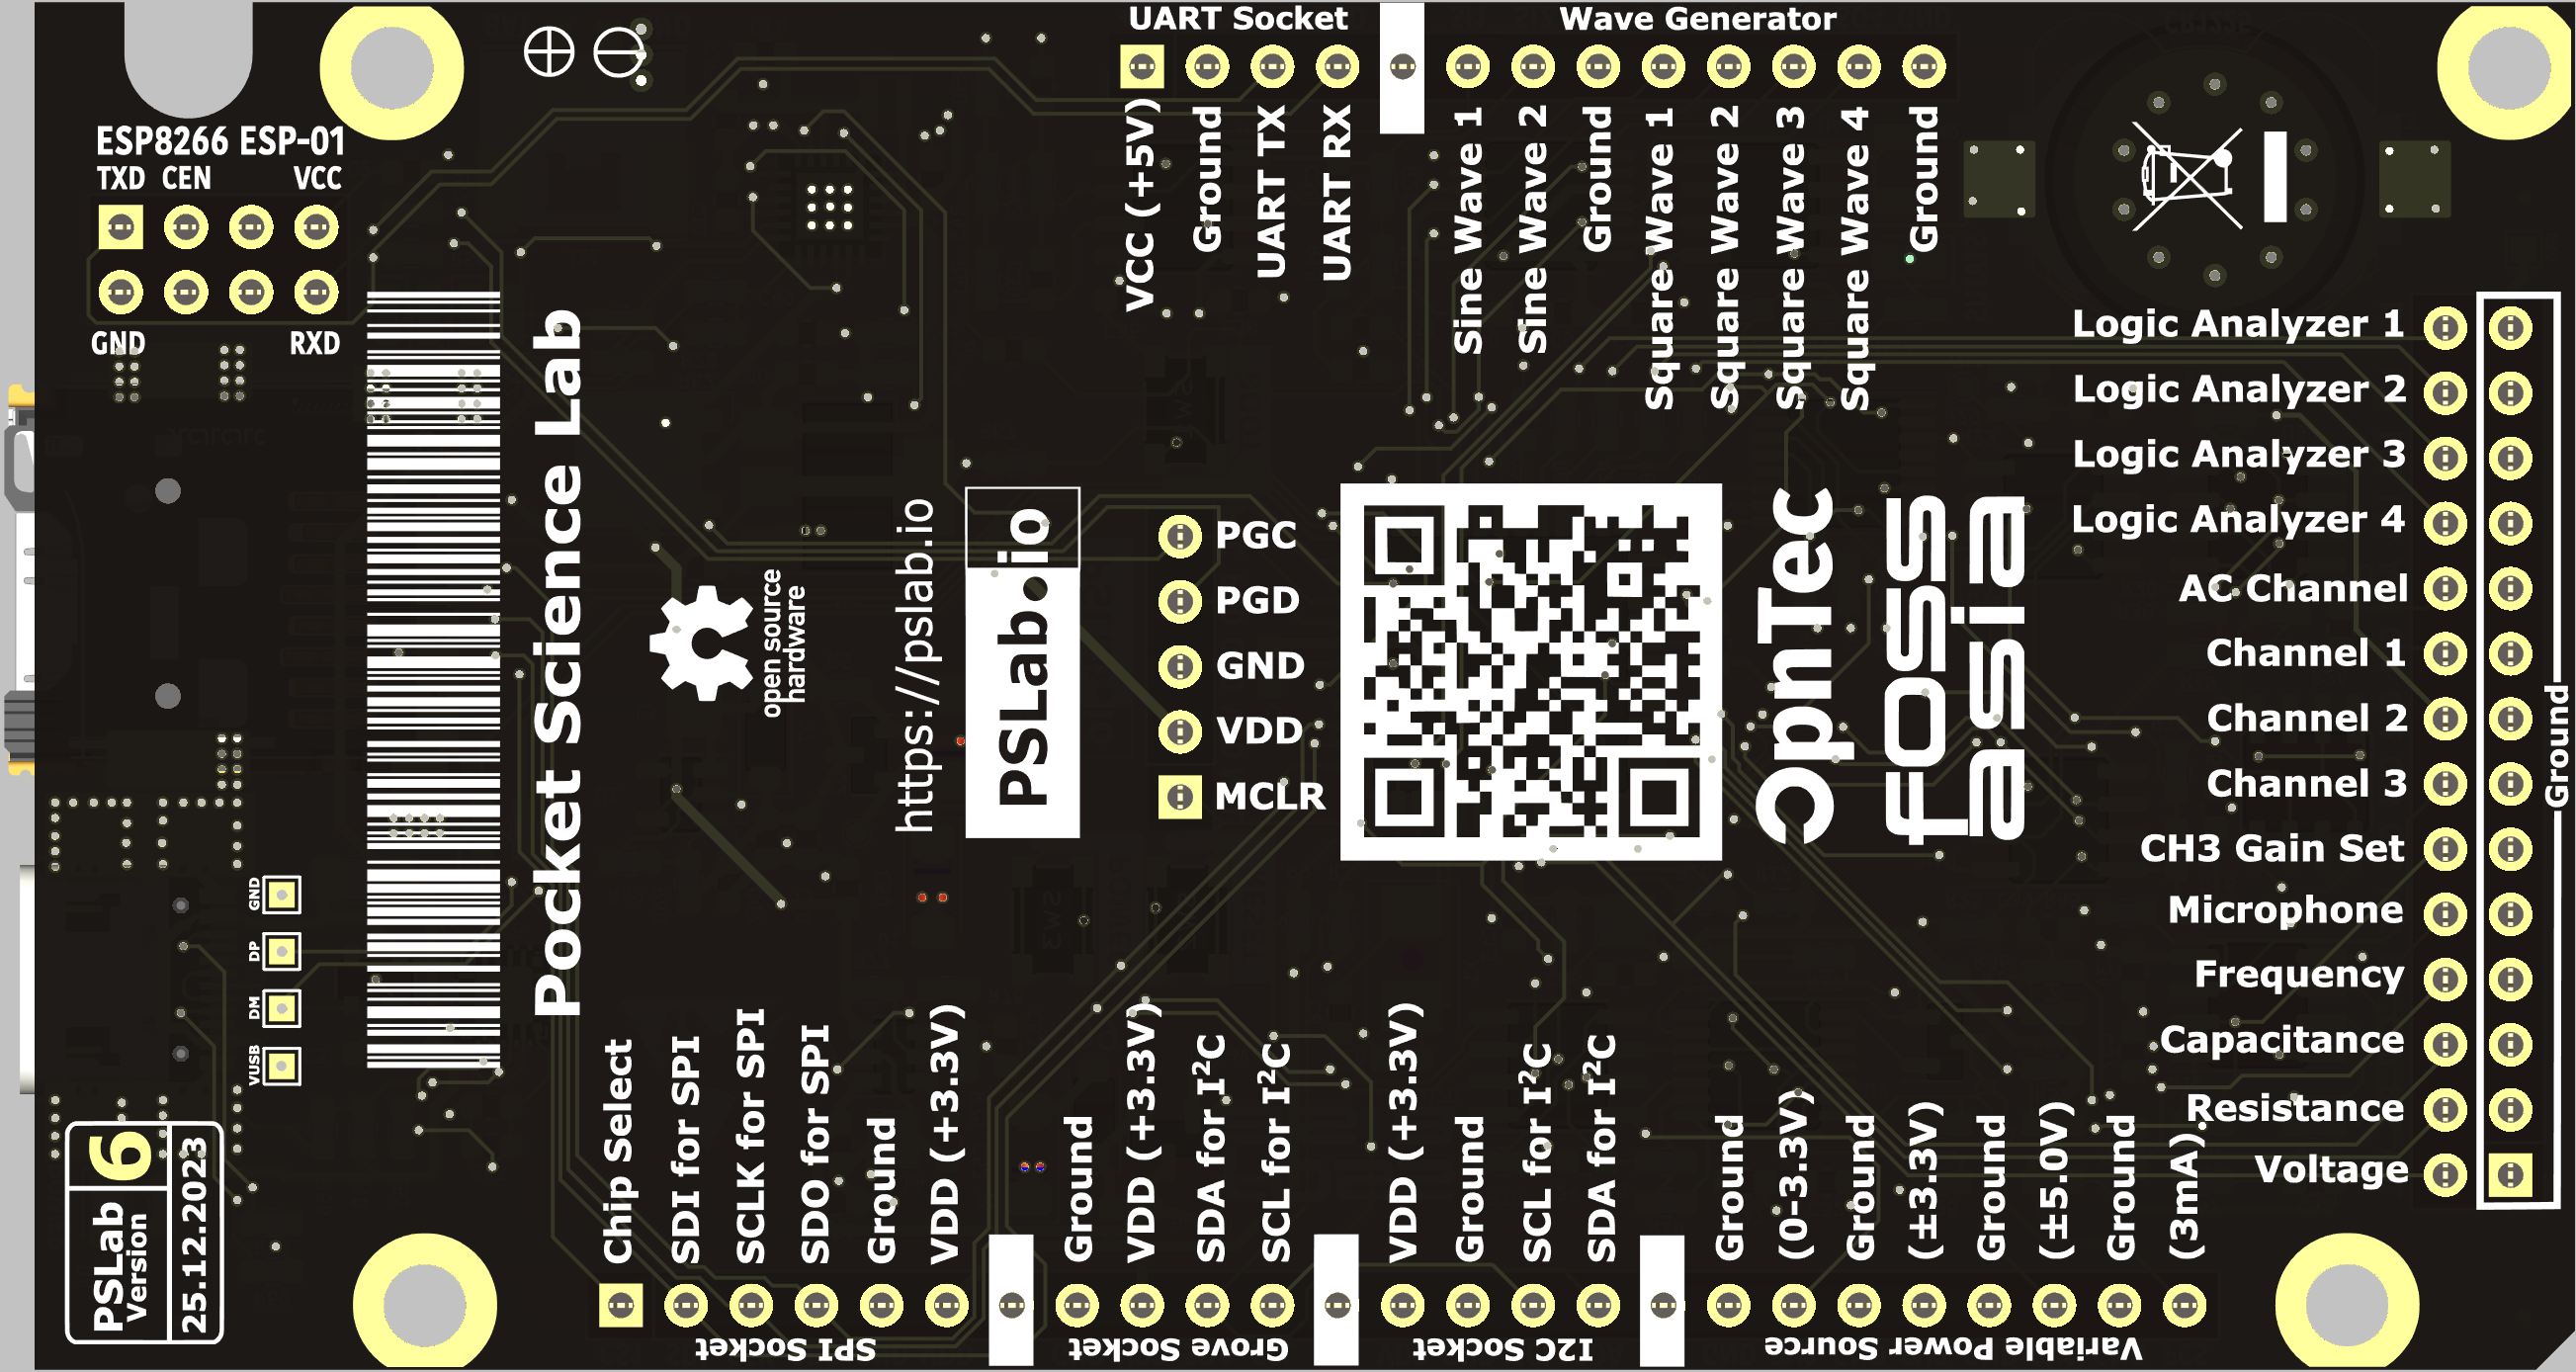 UART Socket
Wave Generator
VCC (+5V)
Ground
UART TX
UART RX
Sine Wave 1
Sine Wave 2
Ground
Square Wave 1
Square Wave 2
Square Wave 3
Square Wave 4
Ground
ESP8266 ESP-01
TXD CEN VCC
GND RXD
Pocket Science Lab
open source
hardware
https://pslab.io
PSLab.io
PGC
PGD
GND
VDD
MCLR
OpnTec
foss
asia
Logic Analyzer 1
Logic Analyzer 2
Logic Analyzer 3
Logic Analyzer 4
AC Channel
Channel 1
Channel 2
Channel 3
CH3 Gain Set
Microphone
Frequency
Capacitance
Resistance
Voltage
Ground
GND
DP
DM
VUSB
PSLab
Version
6
25.12.2023
Chip Select
SDI for SPI
SCLK for SPI
SDO for SPI
Ground
VDD (+3.3V)
Ground
VDD (+3.3V)
SDA for I²C
SCL for I²C
VDD (+3.3V)
Ground
SCL for I²C
SDA for I²C
Ground
(0-3.3V)
Ground
(±3.3V)
Ground
(±5.0V)
Ground
(3mA)
SPI Socket
Grove Socket
I2C Socket
Variable Power Source